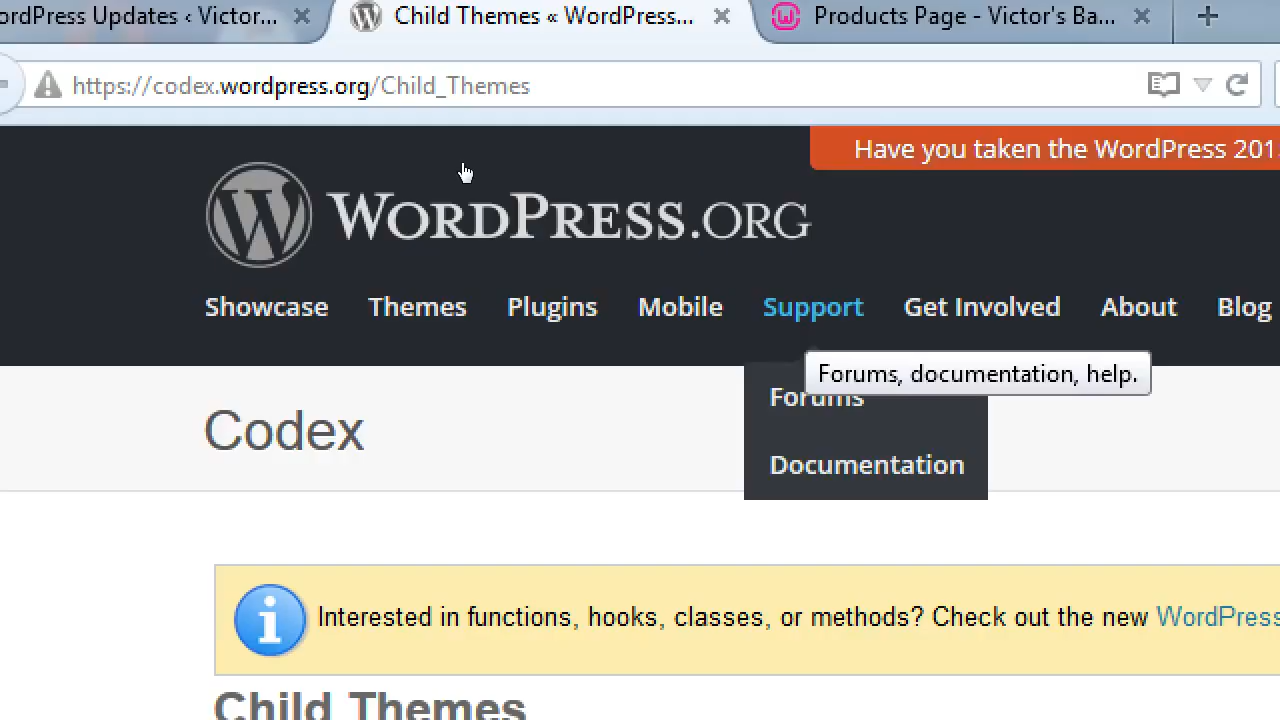 ordPress Updates ‹ Victor...
Child Themes « WordPress...
Products Page - Victor's Ba...
https://codex.wordpress.org/Child_Themes
Have you taken the WordPress 201
WORDPRESS.ORG
Showcase Themes Plugins Mobile Support Get Involved About Blog
Forums, documentation, help.
Forums
Codex
Documentation
Interested in functions, hooks, classes, or methods? Check out the new WordPress
Child Themes